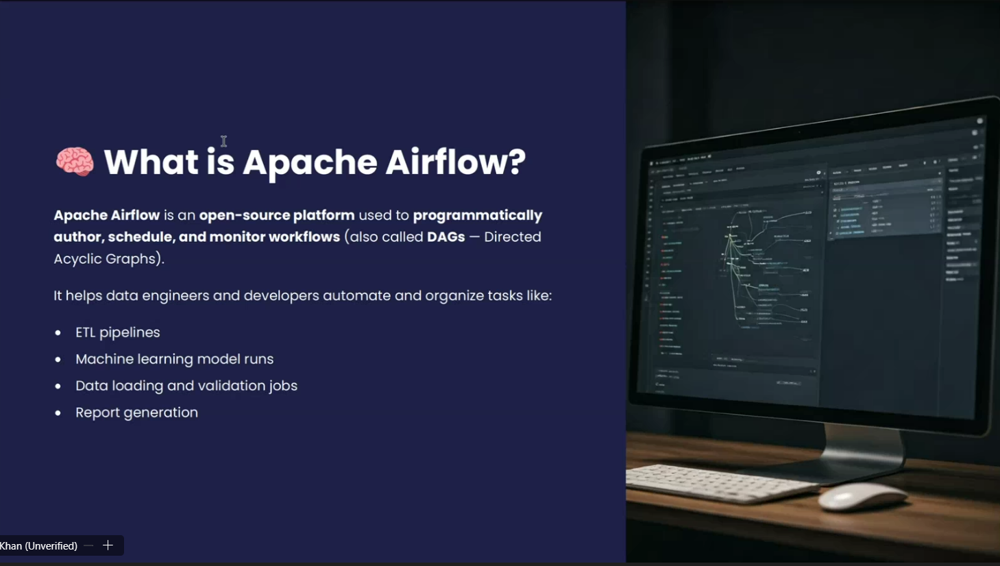 🧠 What is Apache Airflow?
Apache Airflow is an open-source platform used to programmatically
author, schedule, and monitor workflows (also called DAGs — Directed
Acyclic Graphs).
It helps data engineers and developers automate and organize tasks like:
• ETL pipelines
• Machine learning model runs
• Data loading and validation jobs
• Report generation
Khan (Unverified)